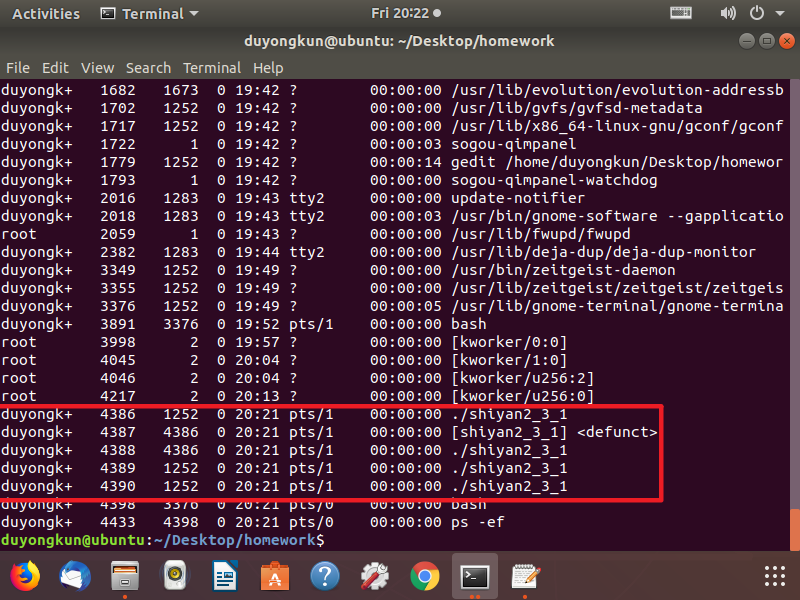 Activities Terminal Fri 20:22
duyongkun@ubuntu: ~/Desktop/homework
File Edit View Search Terminal Help
duyongk+ 1682 1673 0 19:42 ? 00:00:00 /usr/lib/evolution/evolution-addressb
duyongk+ 1702 1252 0 19:42 ? 00:00:00 /usr/lib/gvfs/gvfsd-metadata
duyongk+ 1717 1252 0 19:42 ? 00:00:00 /usr/lib/x86_64-linux-gnu/gconf/gconf
duyongk+ 1722 1 0 19:42 ? 00:00:03 sogou-qimpanel
duyongk+ 1779 1252 0 19:42 ? 00:00:14 gedit /home/duyongkun/Desktop/homewor
duyongk+ 1793 1 0 19:42 ? 00:00:00 sogou-qimpanel-watchdog
duyongk+ 2016 1283 0 19:43 tty2 00:00:00 update-notifier
duyongk+ 2018 1283 0 19:43 tty2 00:00:03 /usr/bin/gnome-software --gapplicatio
root 2059 1 0 19:43 ? 00:00:00 /usr/lib/fwupd/fwupd
duyongk+ 2382 1283 0 19:44 tty2 00:00:00 /usr/lib/deja-dup/deja-dup-monitor
duyongk+ 3349 1252 0 19:49 ? 00:00:00 /usr/bin/zeitgeist-daemon
duyongk+ 3355 1252 0 19:49 ? 00:00:00 /usr/lib/zeitgeist/zeitgeist/zeitgeis
duyongk+ 3376 1252 0 19:49 ? 00:00:05 /usr/lib/gnome-terminal/gnome-termina
duyongk+ 3891 3376 0 19:52 pts/1 00:00:00 bash
root 3998 2 0 19:57 ? 00:00:00 [kworker/0:0]
root 4045 2 0 20:04 ? 00:00:00 [kworker/1:0]
root 4046 2 0 20:04 ? 00:00:00 [kworker/u256:2]
root 4217 2 0 20:13 ? 00:00:00 [kworker/u256:0]
duyongk+ 4386 1252 0 20:21 pts/1 00:00:00 ./shiyan2_3_1
duyongk+ 4387 4386 0 20:21 pts/1 00:00:00 [shiyan2_3_1] <defunct>
duyongk+ 4388 4386 0 20:21 pts/1 00:00:00 ./shiyan2_3_1
duyongk+ 4389 1252 0 20:21 pts/1 00:00:00 ./shiyan2_3_1
duyongk+ 4390 1252 0 20:21 pts/1 00:00:00 ./shiyan2_3_1
duyongk+ 4398 3376 0 20:21 pts/0 00:00:00 bash
duyongk+ 4433 4398 0 20:21 pts/0 00:00:00 ps -ef
duyongkun@ubuntu:~/Desktop/homework$